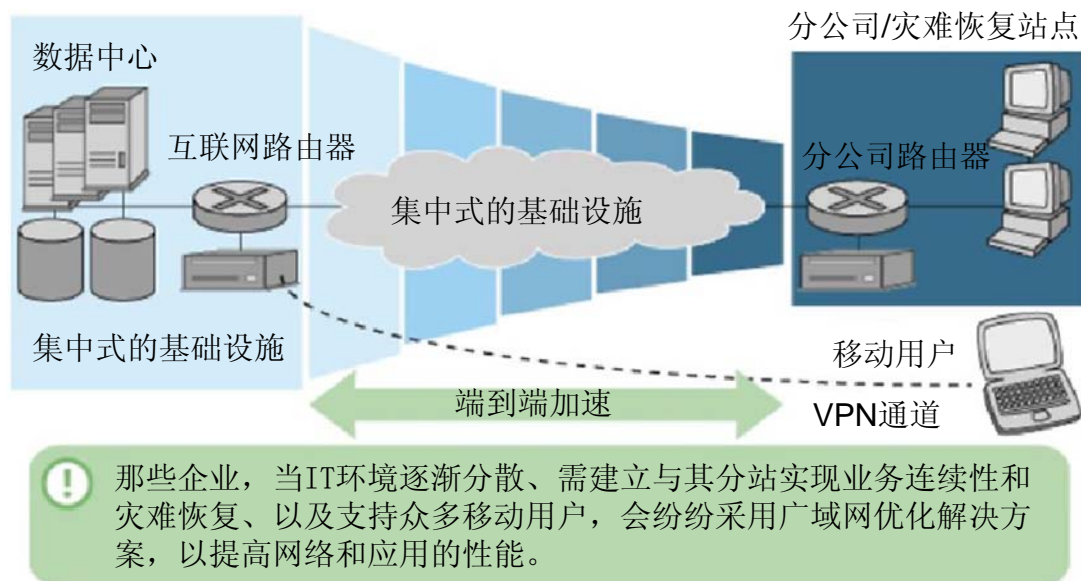 分公司/灾难恢复站点
数据中心
互联网路由器
分公司路由器
集中式的基础设施
集中式的基础设施
移动用户
端到端加速
VPN通道
那些企业，当IT环境逐渐分散、需建立与其分站实现业务连续性和
灾难恢复、以及支持众多移动用户，会纷纷采用广域网优化解决方
案，以提高网络和应用的性能。